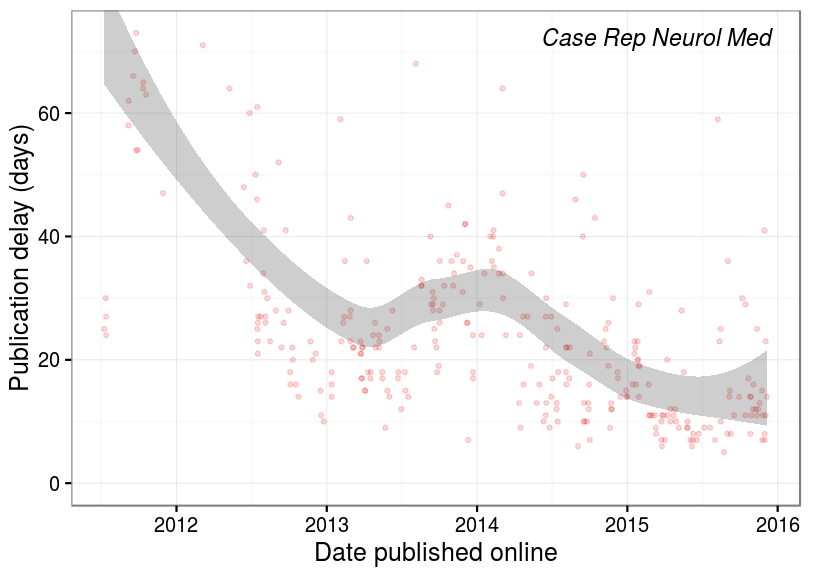 Case Rep Neurol Med
Publication delay (days)
60
40
20
0
2012 2013 2014 2015 2016
Date published online